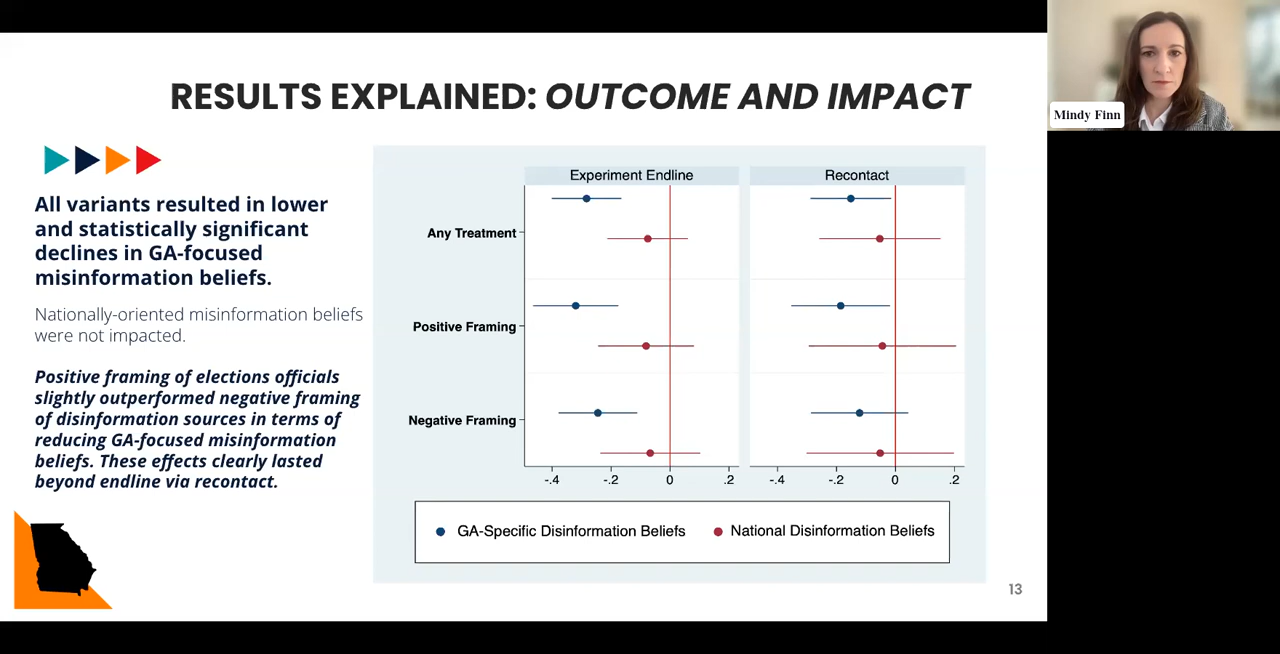 RESULTS EXPLAINED: OUTCOME AND IMPACT
Mindy Finn
All variants resulted in lower
and statistically significant
declines in GA-focused
misinformation beliefs.
Nationally-oriented misinformation beliefs
were not impacted.
Positive framing of elections officials
slightly outperformed negative framing
of disinformation sources in terms of
reducing GA-focused misinformation
beliefs. These effects clearly lasted
beyond endline via recontact.
Experiment Endline
Recontact
Any Treatment
Positive Framing
Negative Framing
-.4 -.2 0 .2
-.4 -.2 0 .2
GA-Specific Disinformation Beliefs
National Disinformation Beliefs
13